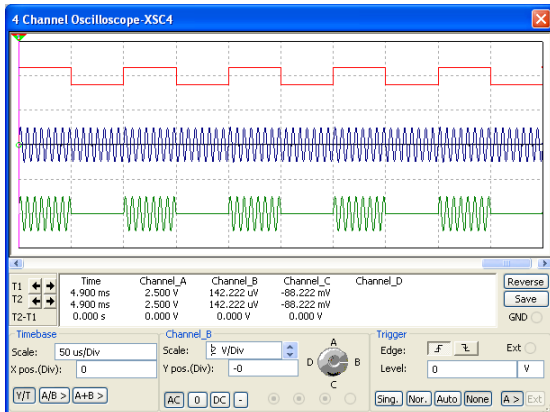 4 Channel Oscilloscope-XSC4
Time Channel_A Channel_B Channel_C Channel_D
T1 4.900 ms 2.500 V 142.222 uV -88.222 mV
T2 4.900 ms 2.500 V 142.222 uV -88.222 mV
T2-T1 0.000 s 0.000 V 0.000 V 0.000 V
Reverse
Save
GND
Timebase
Scale: 50 us/Div
X pos.(Div): 0
Y/T A/B > A+B >
Channel_B
Scale: V/Div
Y pos.(Div): -0
AC 0 DC -
A
D B
C
Trigger
Edge: Ext
Level: 0 V
Sing. Nor. Auto None A > Ext